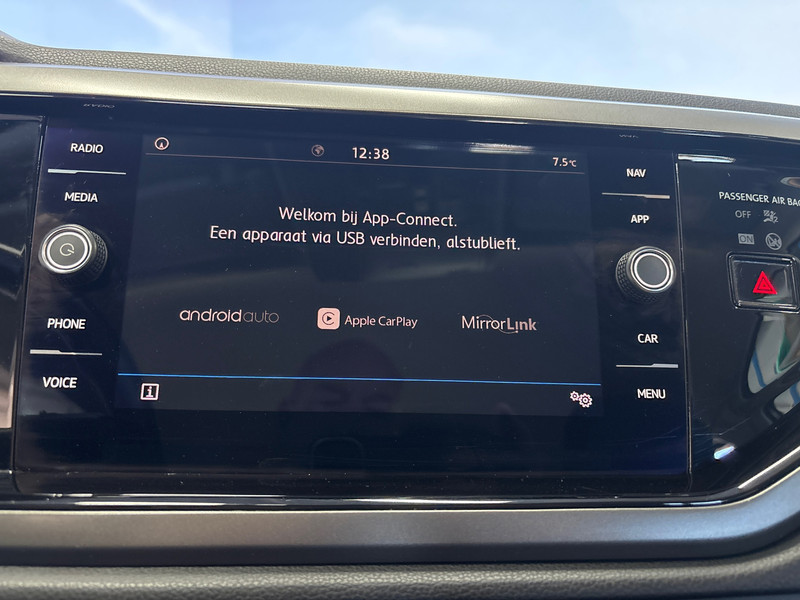 RADIO
MEDIA
PHONE
VOICE
12:38
7.5°C
Welkom bij App-Connect.
Een apparaat via USB verbinden, alstublieft.
androidauto
Apple CarPlay
MirrorLink
i
NAV
APP
CAR
MENU
PASSENGER AIR BAG
OFF
ON